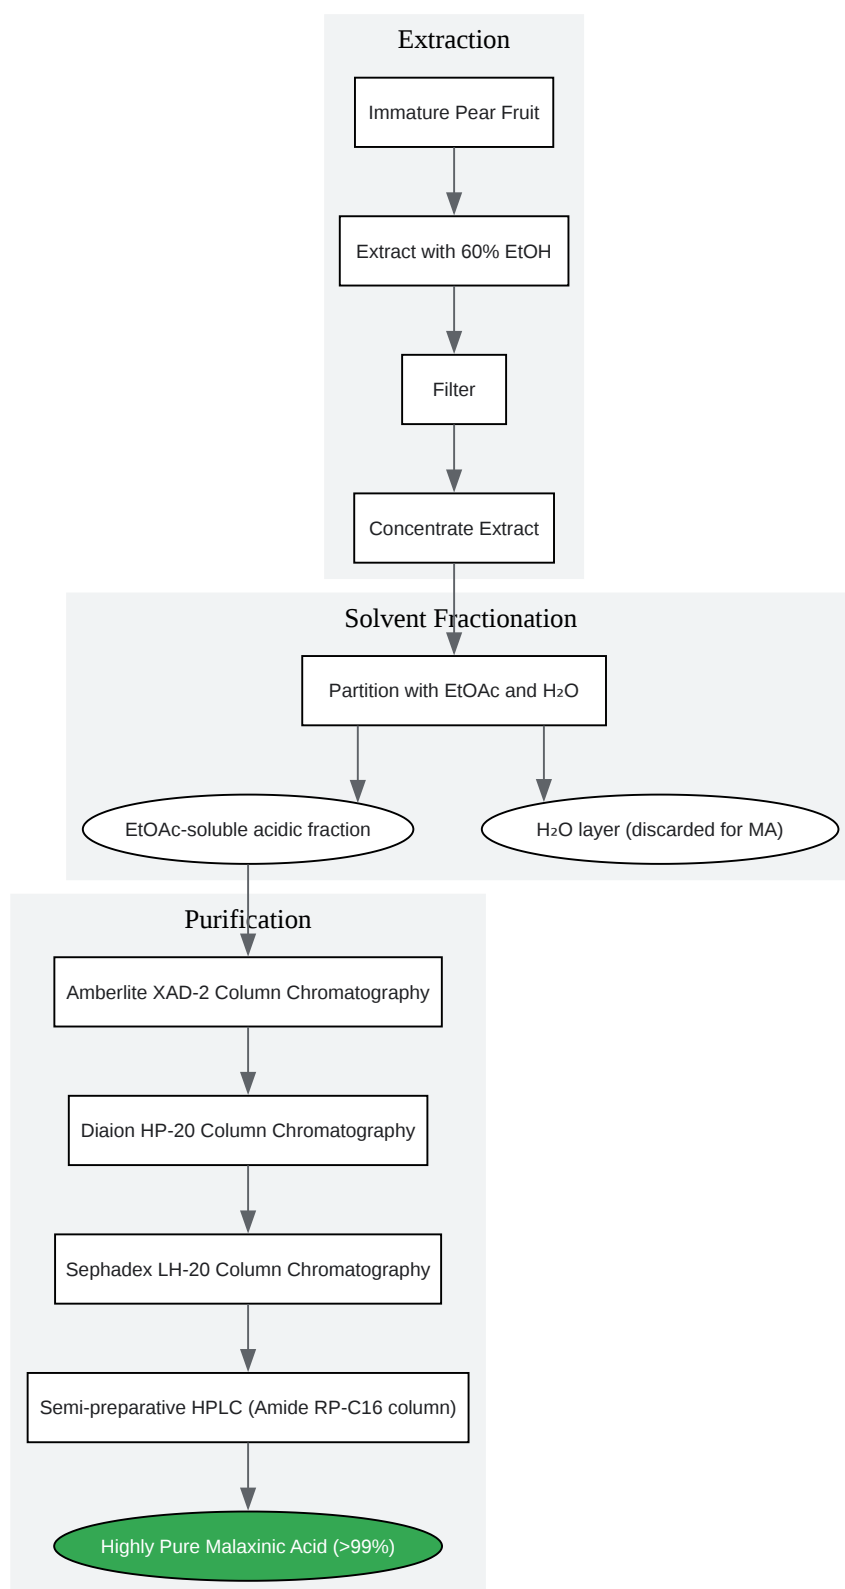 Extraction
Immature Pear Fruit
Extract with 60% EtOH
Filter
Concentrate Extract
Solvent Fractionation
Partition with EtOAc and H₂O
EtOAc-soluble acidic fraction
H₂O layer (discarded for MA)
Purification
Amberlite XAD-2 Column Chromatography
Diaion HP-20 Column Chromatography
Sephadex LH-20 Column Chromatography
Semi-preparative HPLC (Amide RP-C16 column)
Highly Pure Malaxinic Acid (>99%)